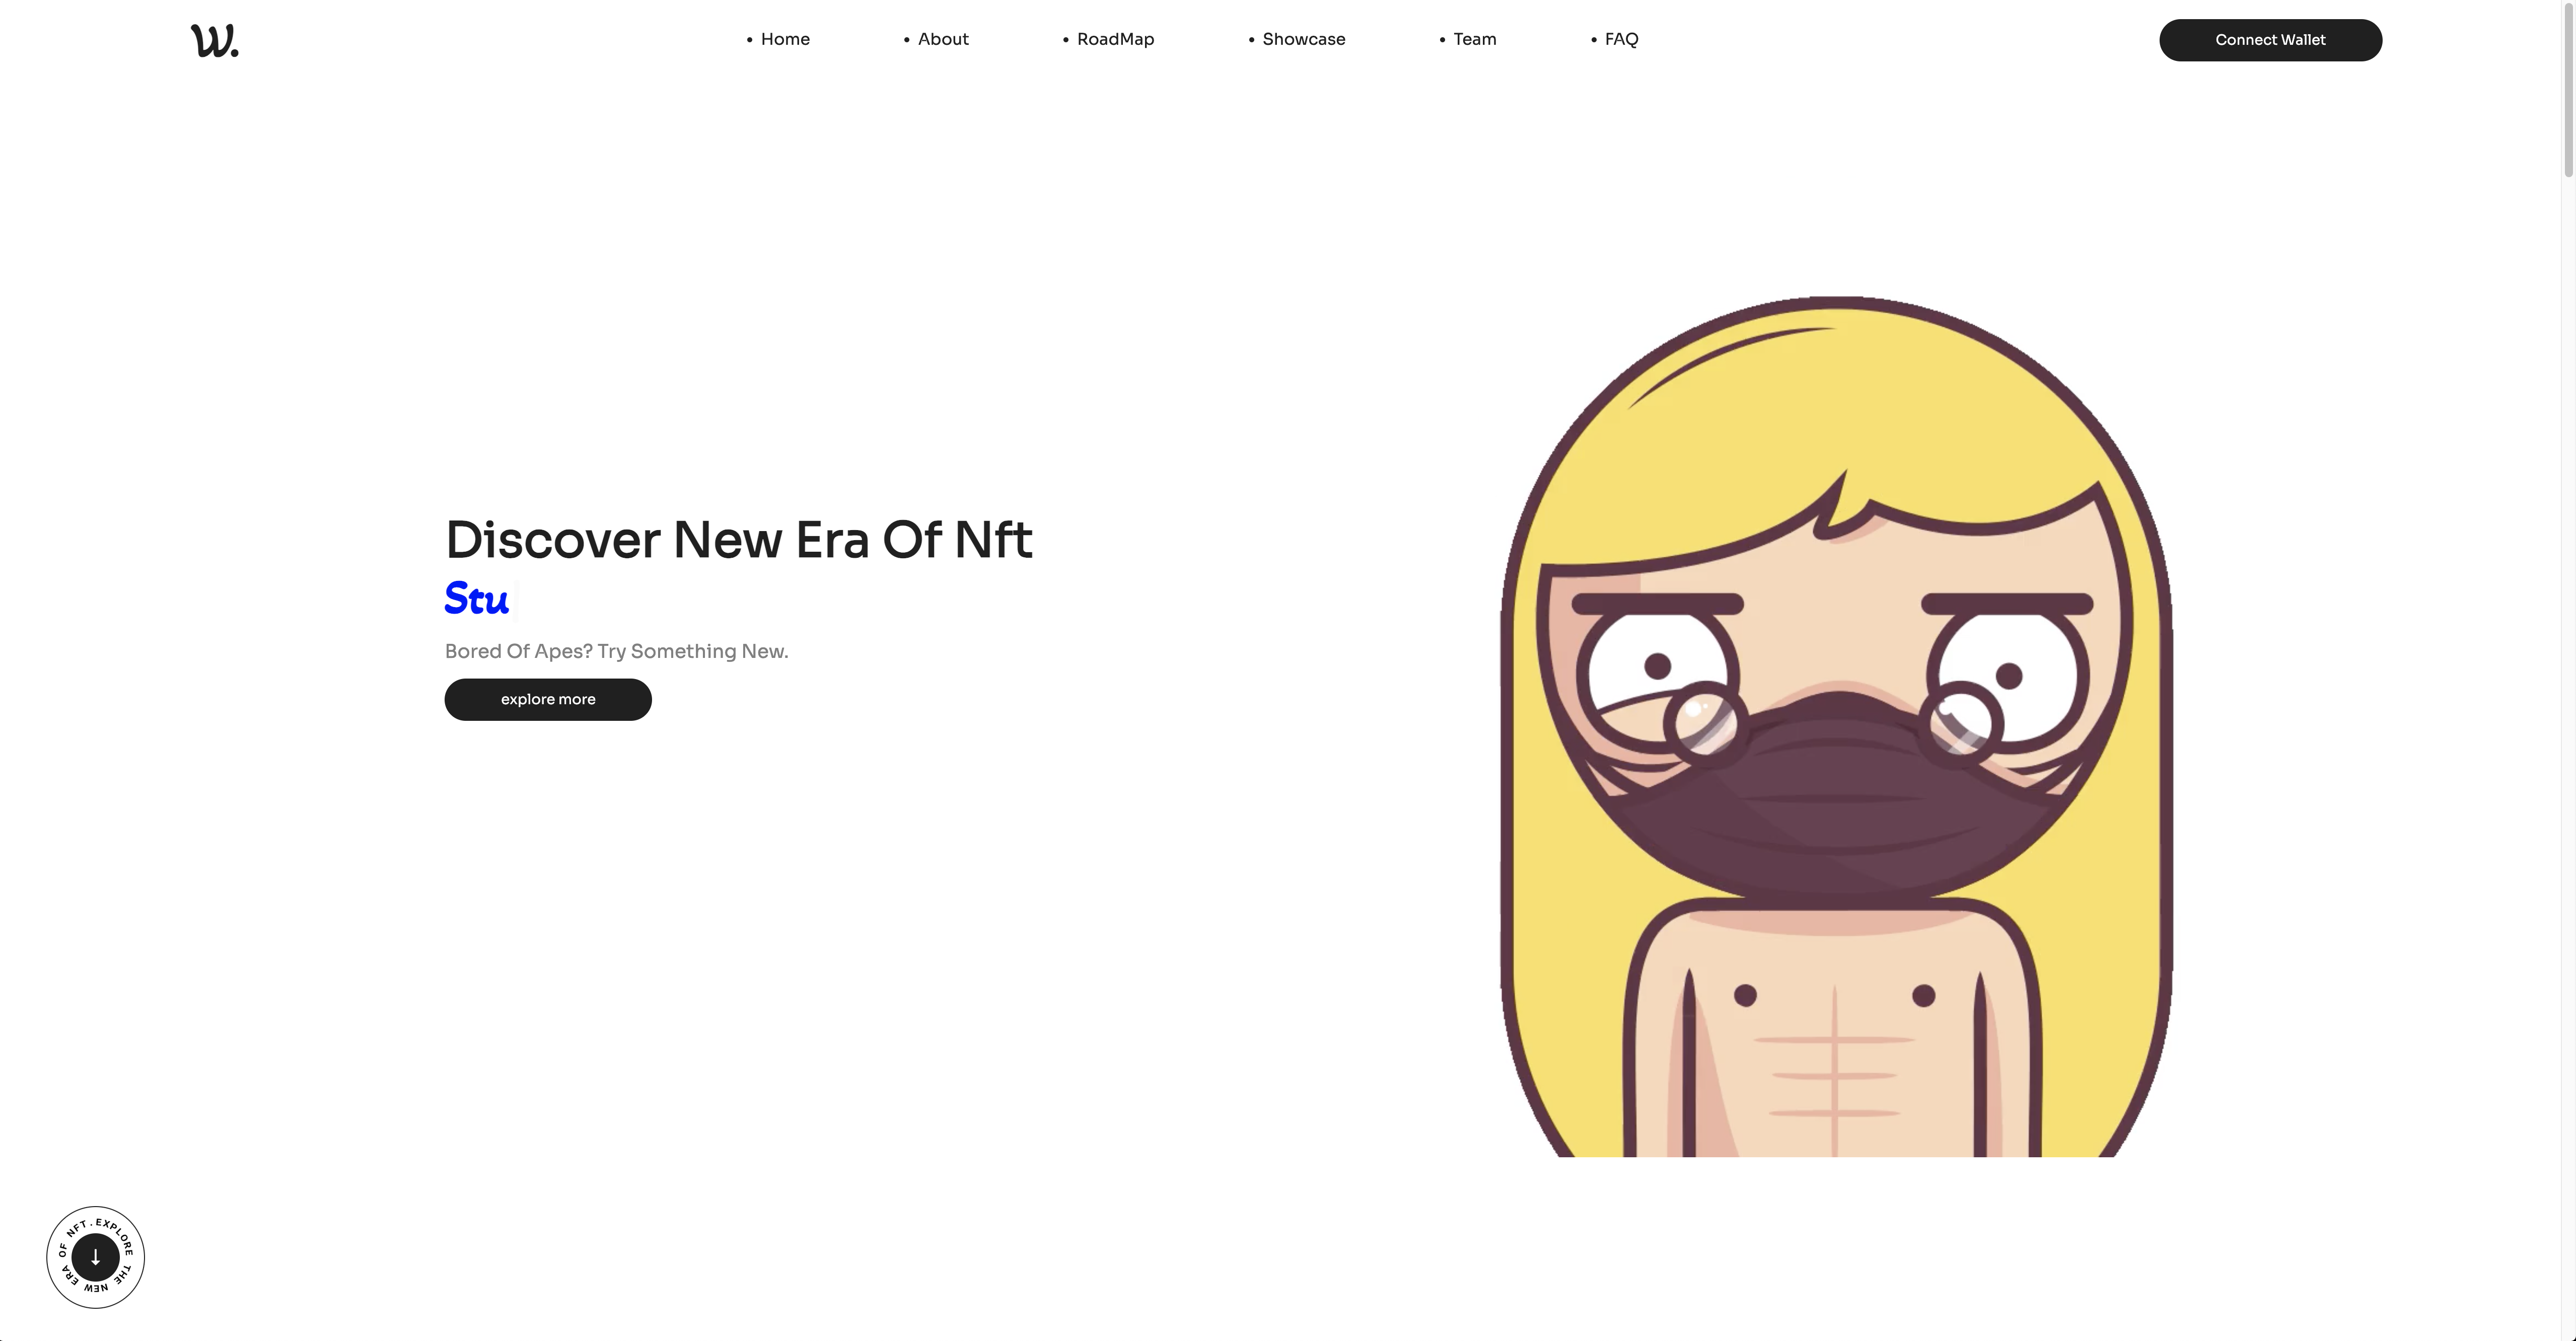 W.
Home
About
RoadMap
Showcase
Team
FAQ
Connect Wallet
Discover New Era Of Nft
Stu
Bored Of Apes? Try Something New.
explore more
EXPLORE THE NEW ERA OF NFT .